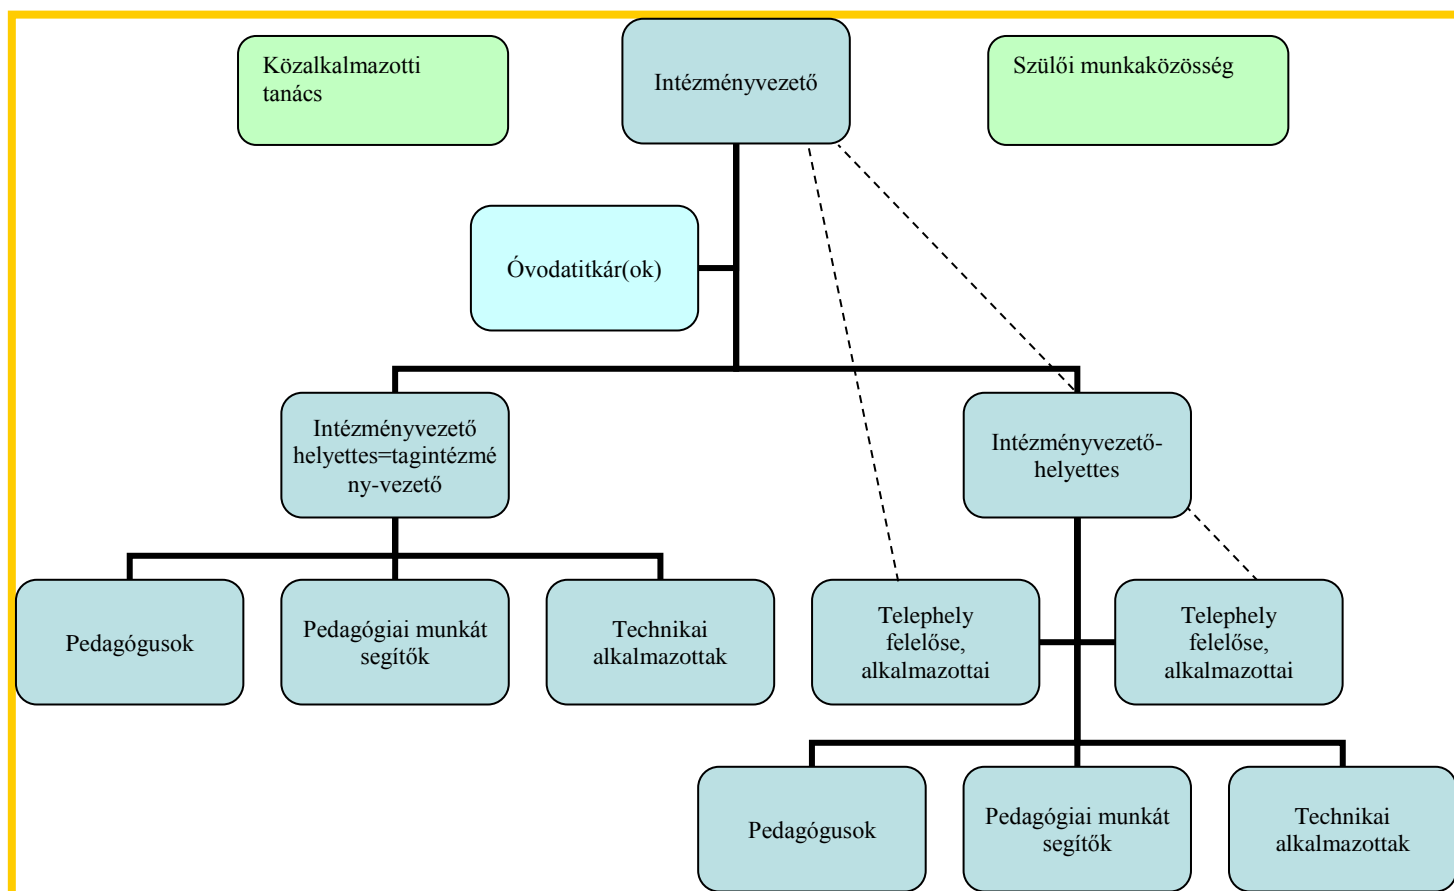 Közalkalmazotti
tanács
Intézményvezető
Szülői munkaközösség
Óvodatitkár(ok)
Intézményvezető
helyettes=tagintézmé
ny-vezető
Intézményvezető-
helyettes
Pedagógusok
Pedagógiai munkát
segítők
Technikai
alkalmazottak
Telephely
felelőse,
alkalmazottai
Telephely
felelőse,
alkalmazottai
Pedagógusok
Pedagógiai munkát
segítők
Technikai
alkalmazottak